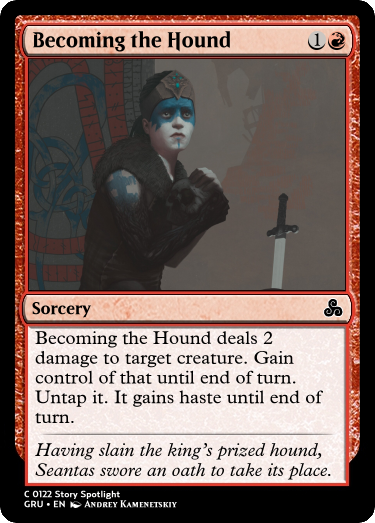 Becoming the Hound 1
Sorcery
Becoming the Hound deals 2
damage to target creature. Gain
control of that until end of turn.
Untap it. It gains haste until end of
turn.
Having slain the king's prized hound,
Seantas swore an oath to take its place.
C 0122 Story Spotlight
GRU • EN Andrey Kamenetskiy